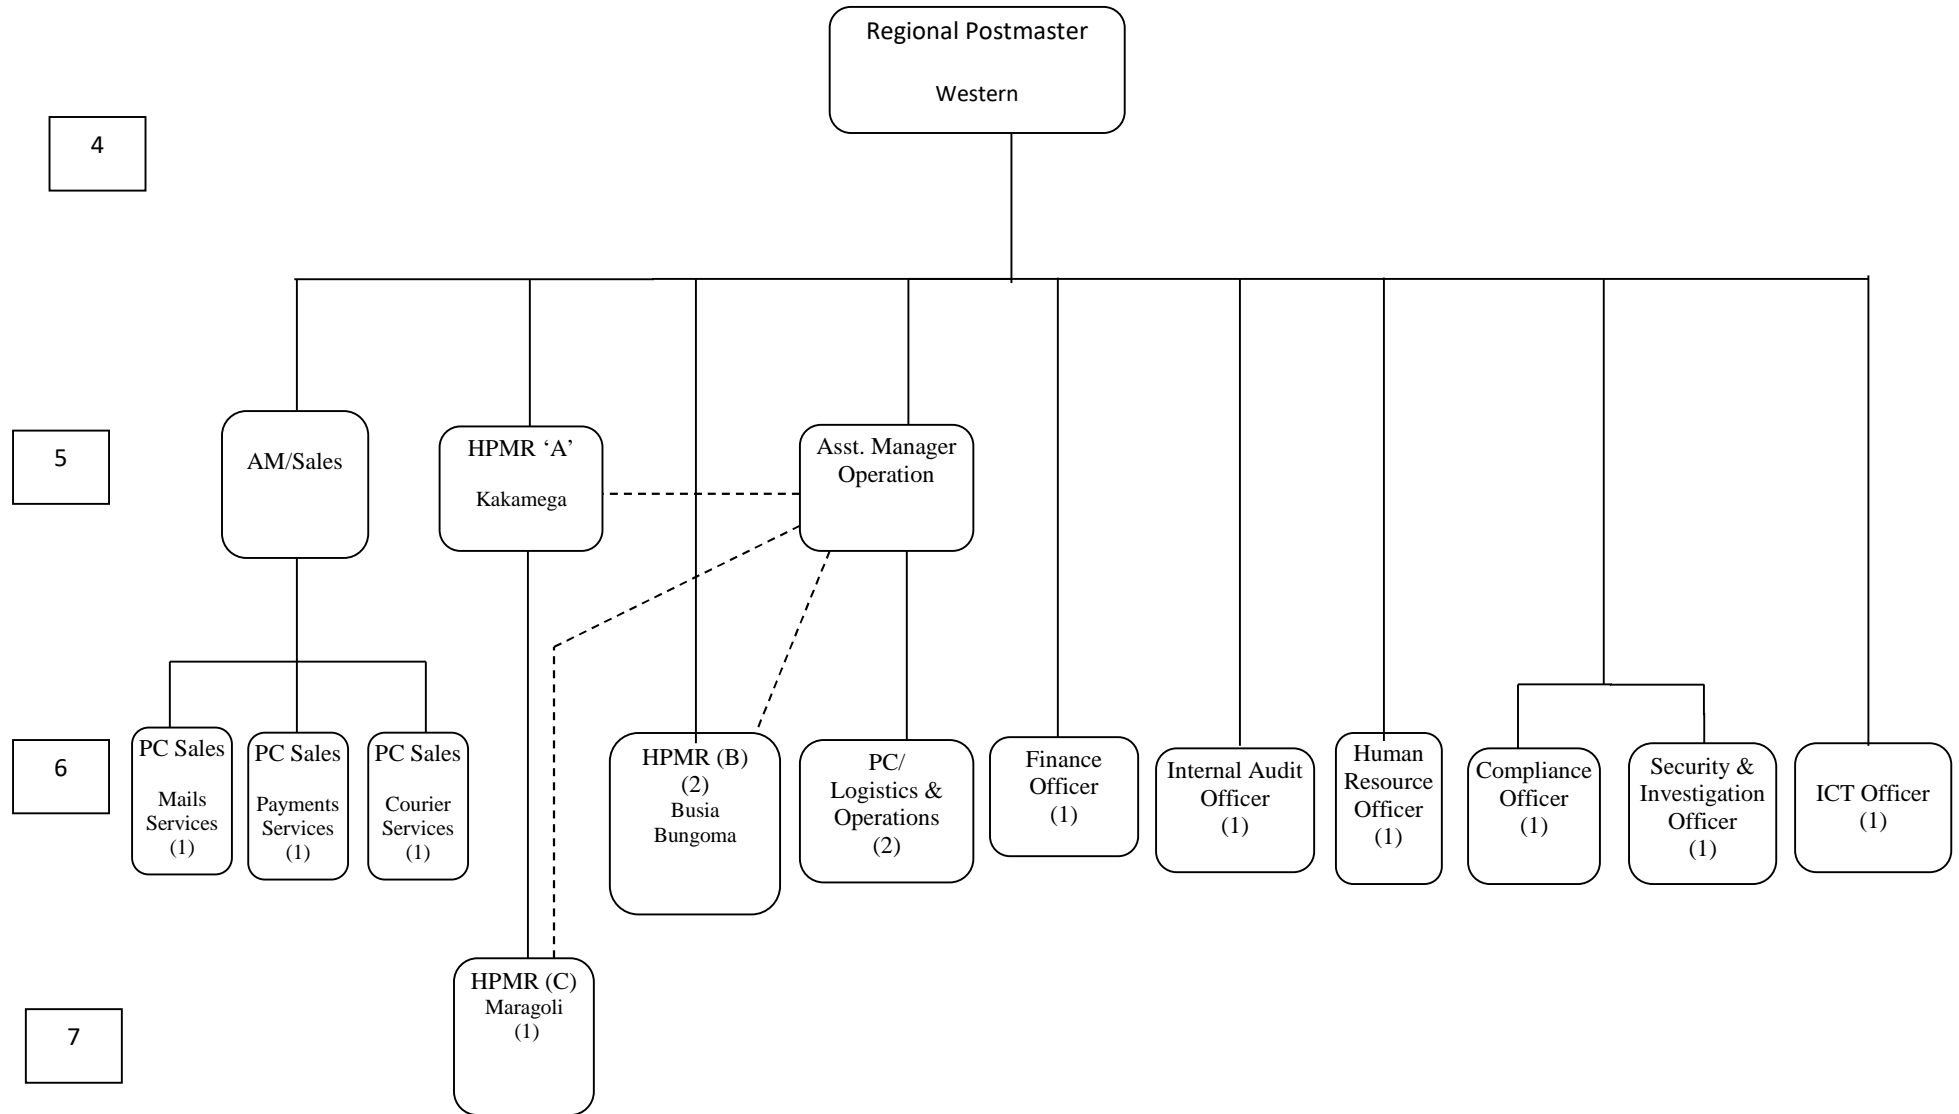 Regional Postmaster
Western
4
5
AM/Sales
HPMR ‘A’
Kakamega
Asst. Manager
Operation
6
PC Sales
Mails
Services
(1)
PC Sales
Payments
Services
(1)
PC Sales
Courier
Services
(1)
HPMR (B)
(2)
Busia
Bungoma
PC/
Logistics &
Operations
(2)
Finance
Officer
(1)
Internal Audit
Officer
(1)
Human
Resource
Officer
(1)
Compliance
Officer
(1)
Security &
Investigation
Officer
(1)
ICT Officer
(1)
7
HPMR (C)
Maragoli
(1)